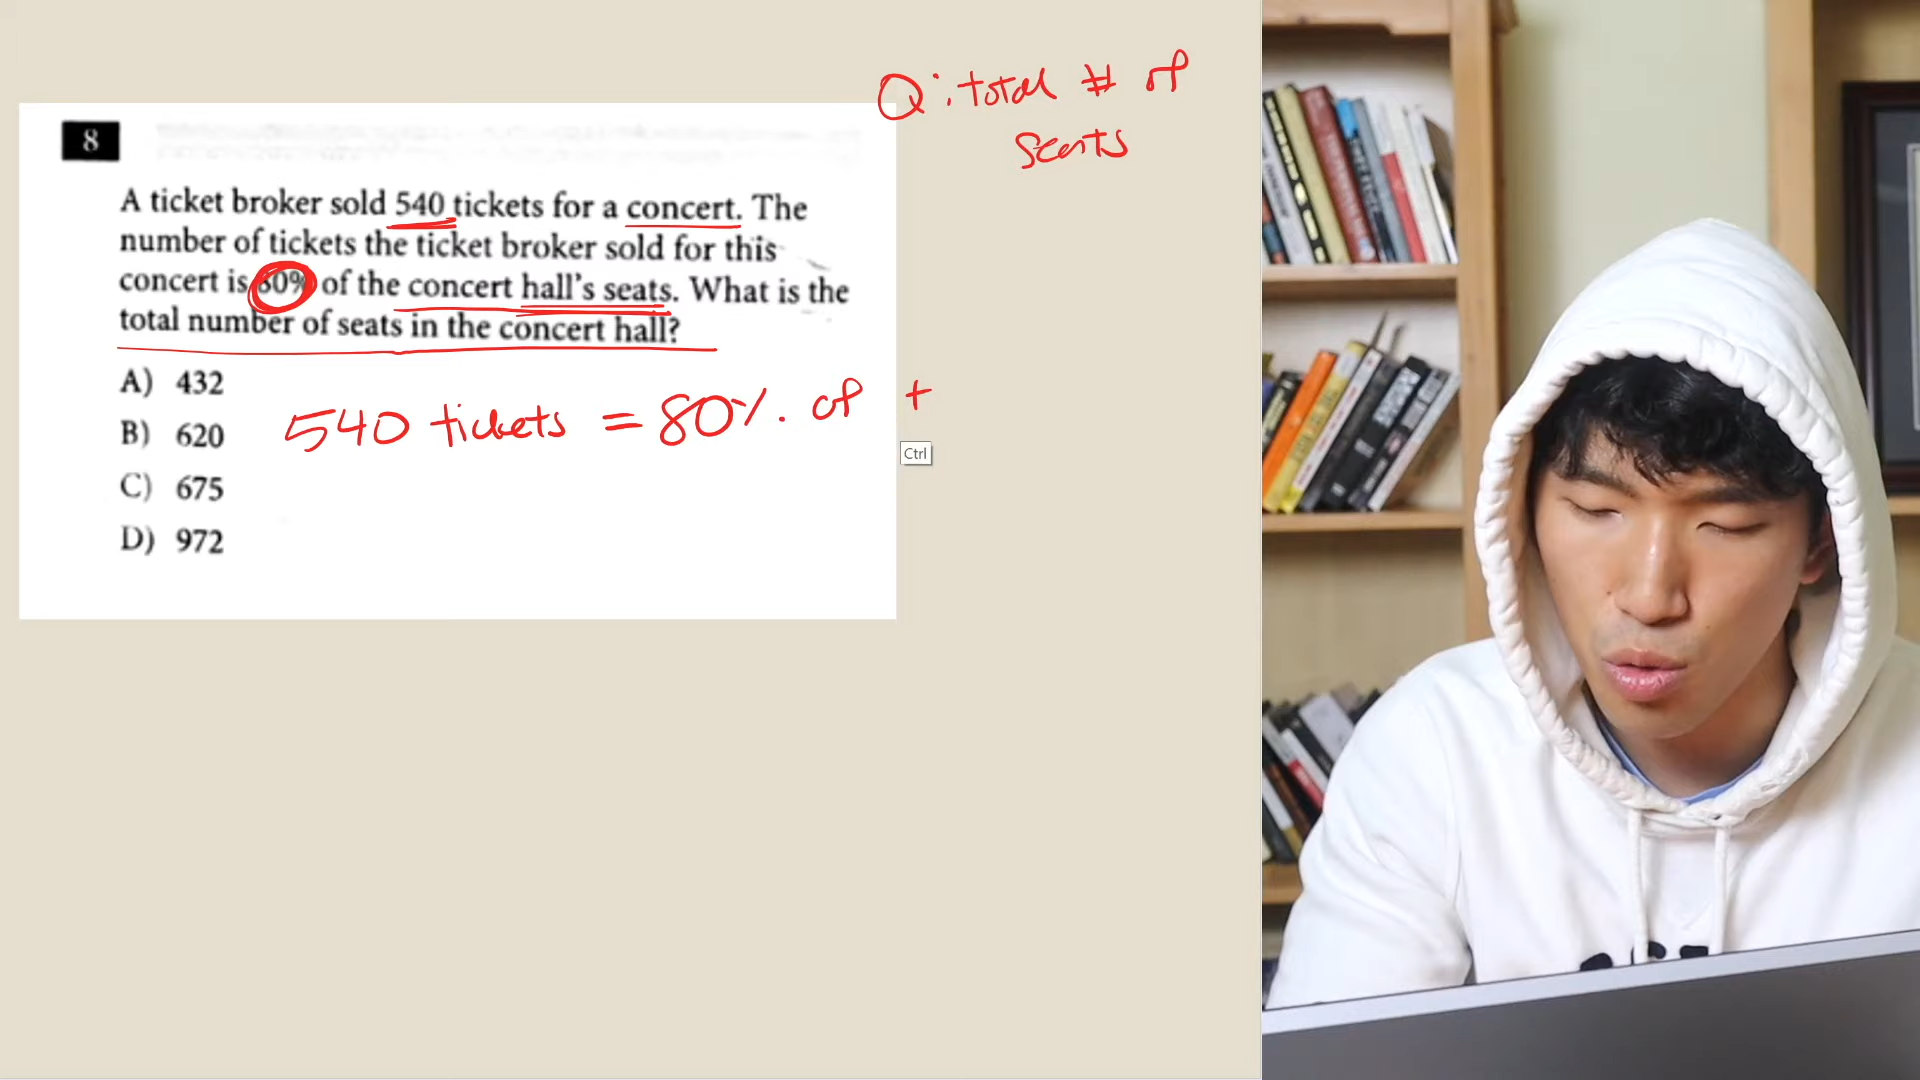 Q: total # of
seats
8
A ticket broker sold 540 tickets for a concert. The
number of tickets the ticket broker sold for this
concert is 80% of the concert hall's seats. What is the
total number of seats in the concert hall?
A) 432
B) 620
C) 675
D) 972
540 tickets = 80% of t
Ctrl